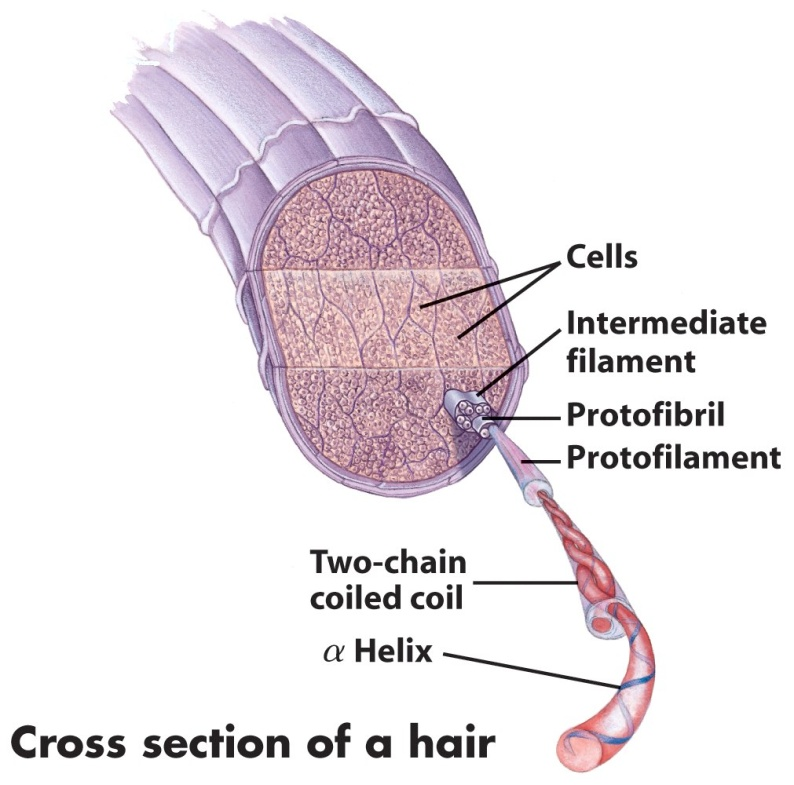 Cells
Intermediate
filament
Protofibril
Protofilament
Two-chain
coiled coil
α Helix
Cross section of a hair